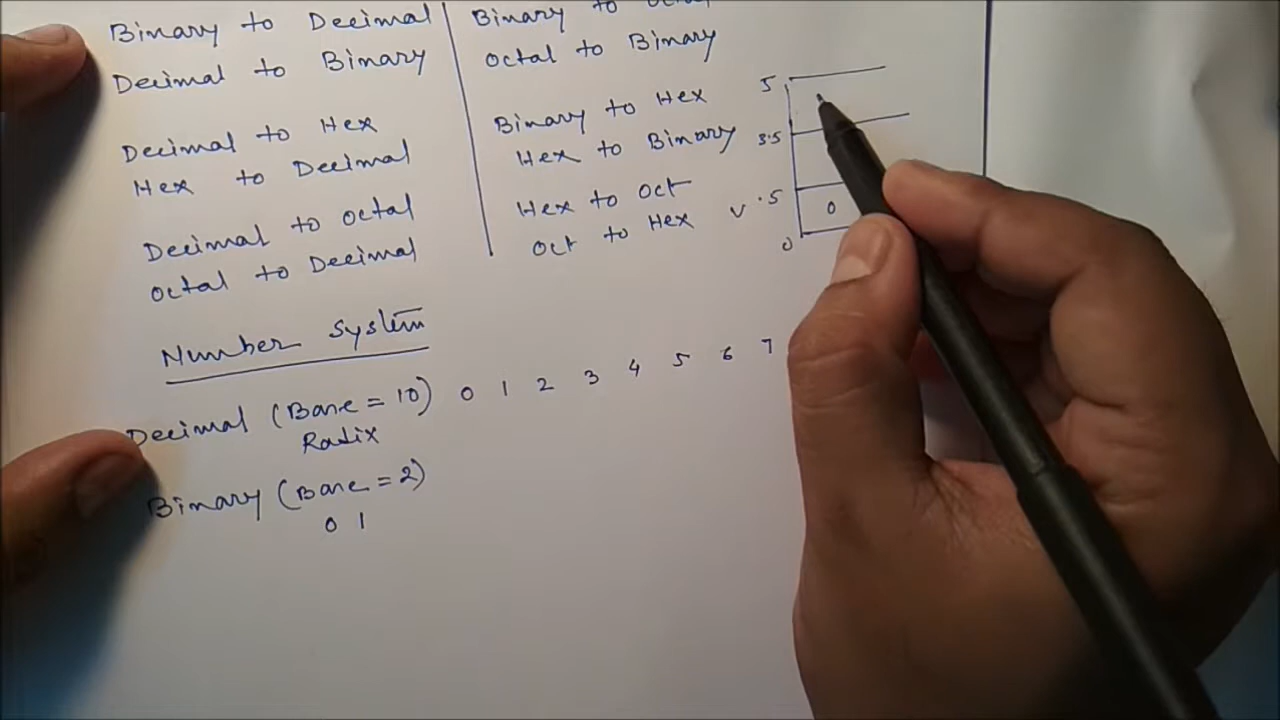 Binary to Decimal
Decimal to Binary
Decimal to Hex
Hex to Decimal
Decimal to octal
octal to Decimal
Binary to Octal
Octal to Binary
Binary to Hex
Hex to Binary
Hex to Oct
Oct to Hex
5
3.5
V .5
0
0
Number System
Decimal (Base = 10) 0 1 2 3 4 5 6 7
Radix
Binary (Base = 2)
0 1